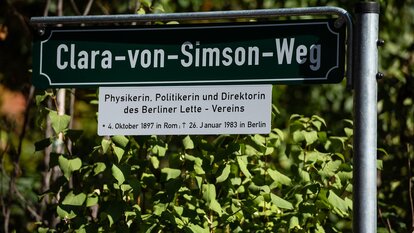 Clara-von-Simson-Weg
Physikerin, Politikerin und Direktorin
des Berliner Lette - Vereins
* 4. Oktober 1897 in Rom; † 26. Januar 1983 in Berlin